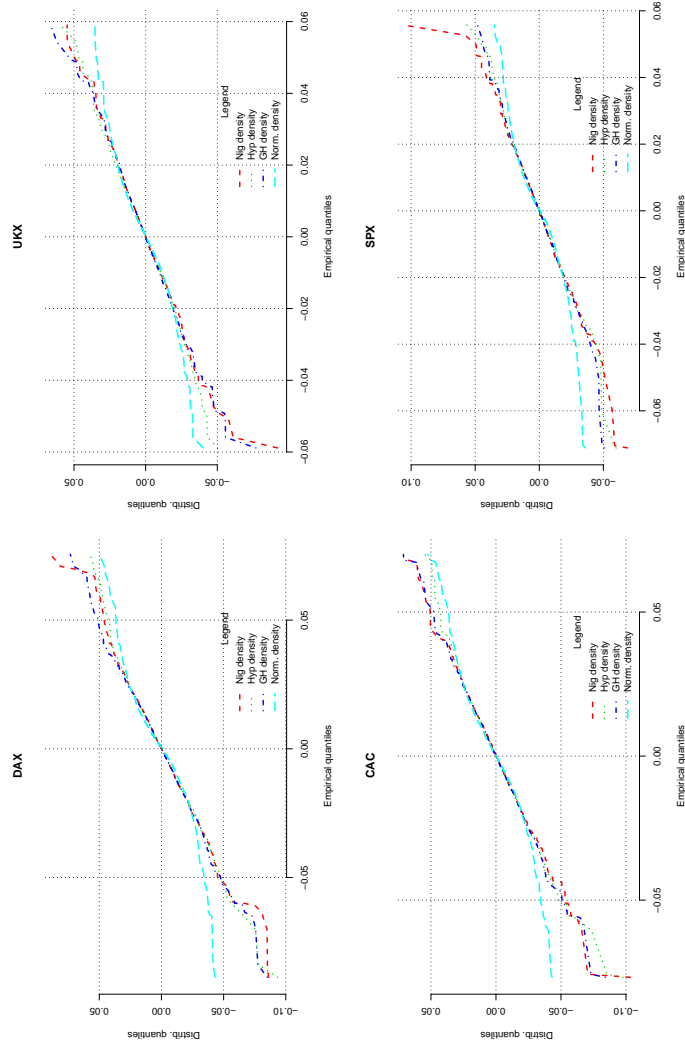 DAX
Distrib. quantiles
0.05
0.00
−0.05
−0.10
Legend
Nig density
Hyp density
GH density
Norm. density
−0.05
0.00
0.05
Empirical quantiles
UKX
Distrib. quantiles
0.05
0.00
−0.05
Legend
Nig density
Hyp density
GH density
Norm. density
−0.06
−0.04
−0.02
0.00
0.02
0.04
0.06
Empirical quantiles
CAC
Distrib. quantiles
0.05
0.00
−0.05
−0.10
Legend
Nig density
Hyp density
GH density
Norm. density
−0.05
0.00
0.05
Empirical quantiles
SPX
Distrib. quantiles
0.10
0.05
0.00
−0.05
Legend
Nig density
Hyp density
GH density
Norm. density
−0.06
−0.04
−0.02
0.00
0.02
0.04
0.06
Empirical quantiles